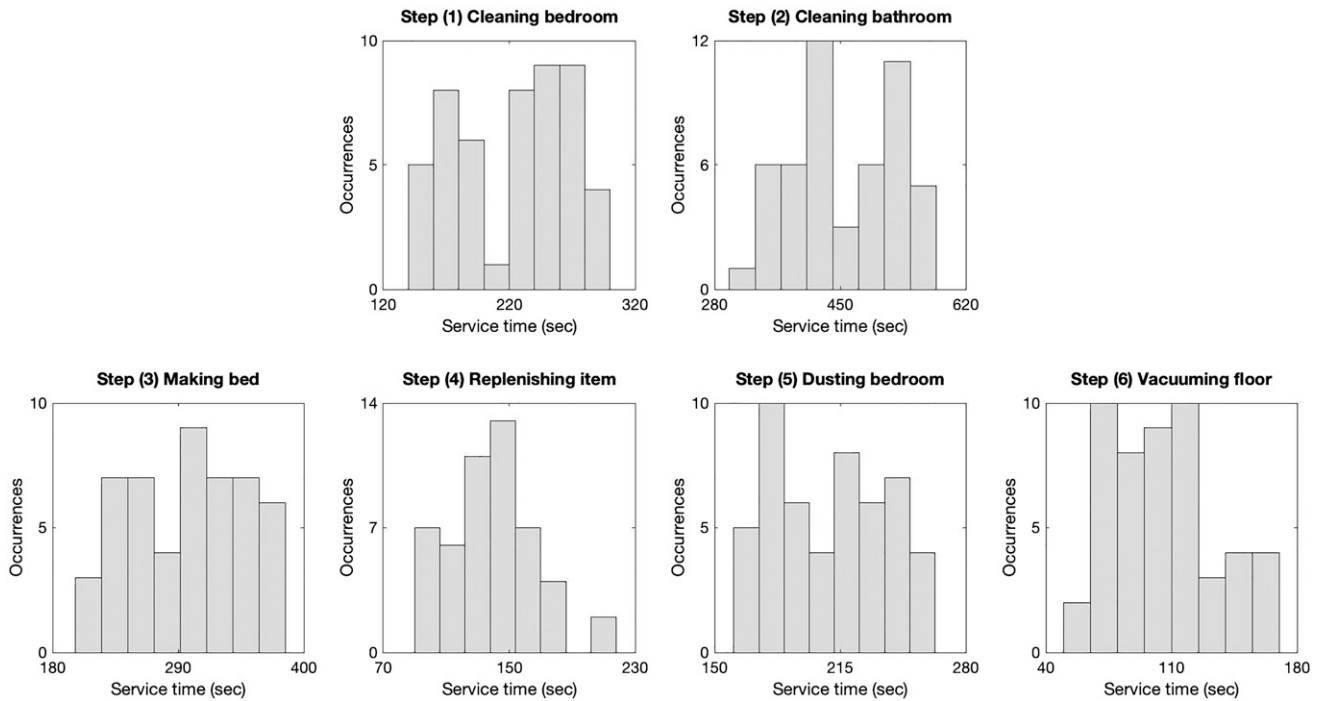 Step (1) Cleaning bedroom
10
5
0
120
220
320
Occurrences
Service time (sec)
Step (2) Cleaning bathroom
12
6
0
280
450
620
Occurrences
Service time (sec)
Step (3) Making bed
10
5
0
180
290
400
Occurrences
Service time (sec)
Step (4) Replenishing item
14
7
0
70
150
230
Occurrences
Service time (sec)
Step (5) Dusting bedroom
10
5
0
150
215
280
Occurrences
Service time (sec)
Step (6) Vacuuming floor
10
5
0
40
110
180
Occurrences
Service time (sec)